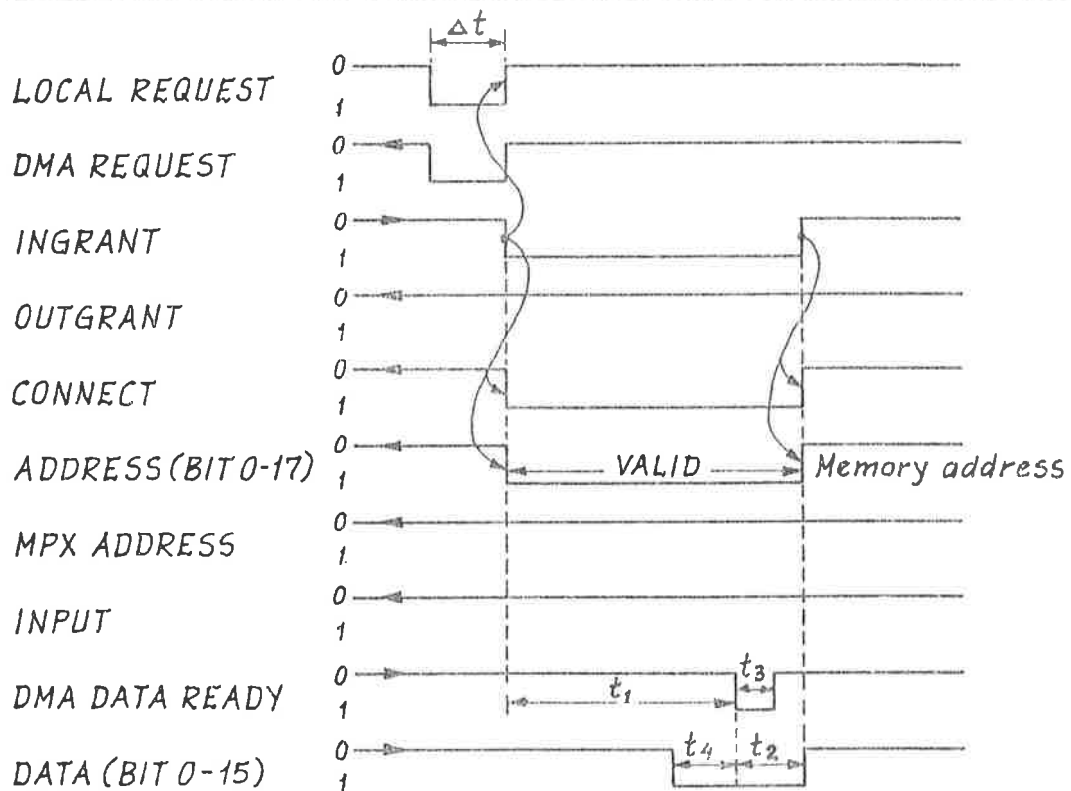 Δt
LOCAL REQUEST 0 1
DMA REQUEST 0 1
INGRANT 0 1
OUTGRANT 0 1
CONNECT 0 1
ADDRESS (BIT 0-17) 0 1 VALID Memory address
MPX ADDRESS 0 1
INPUT 0 1
DMA DATA READY 0 1 t1 t3
DATA (BIT 0-15) 0 1 t4 t2